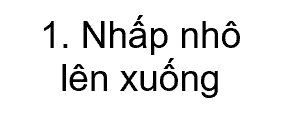 1. Nhấp nhô
lên xuống